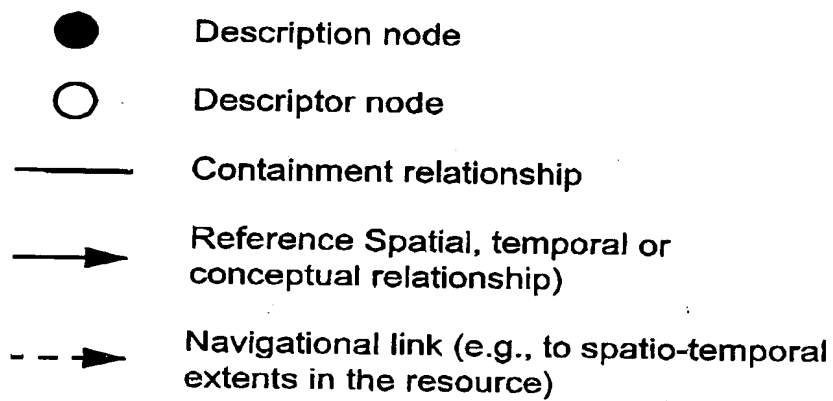 Description node
Descriptor node
Containment relationship
Reference Spatial, temporal or
conceptual relationship)
Navigational link (e.g., to spatio-temporal
extents in the resource)